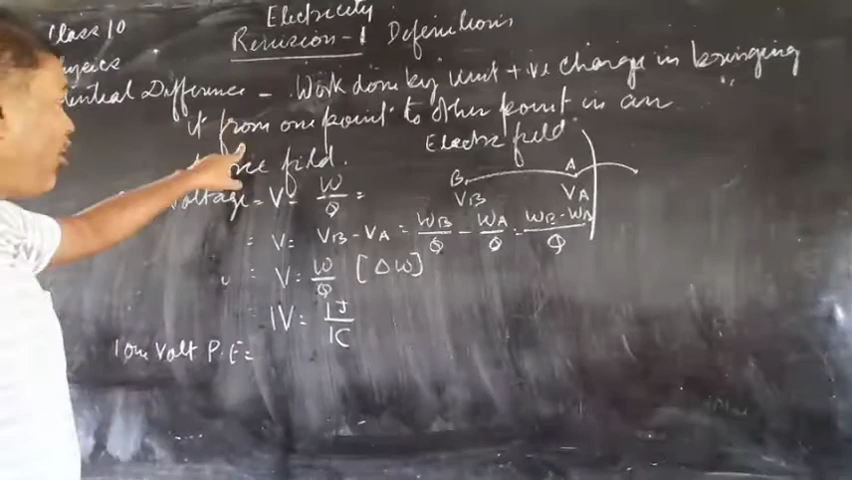 Electricity
Class 10
Revision-1 Definitions
Physics
ential Difference - Work done by unit +ve charge in bringing
it from one point to other point in an
Electric field.
ce field.
B A
VB VA
Voltage = V = W/Q =
= V = VB - VA = WB/Q - WA/Q = WB - WA/Q
= V = W/Q [ΔW]
1V = 1J/1C
1 one Volt P.E =